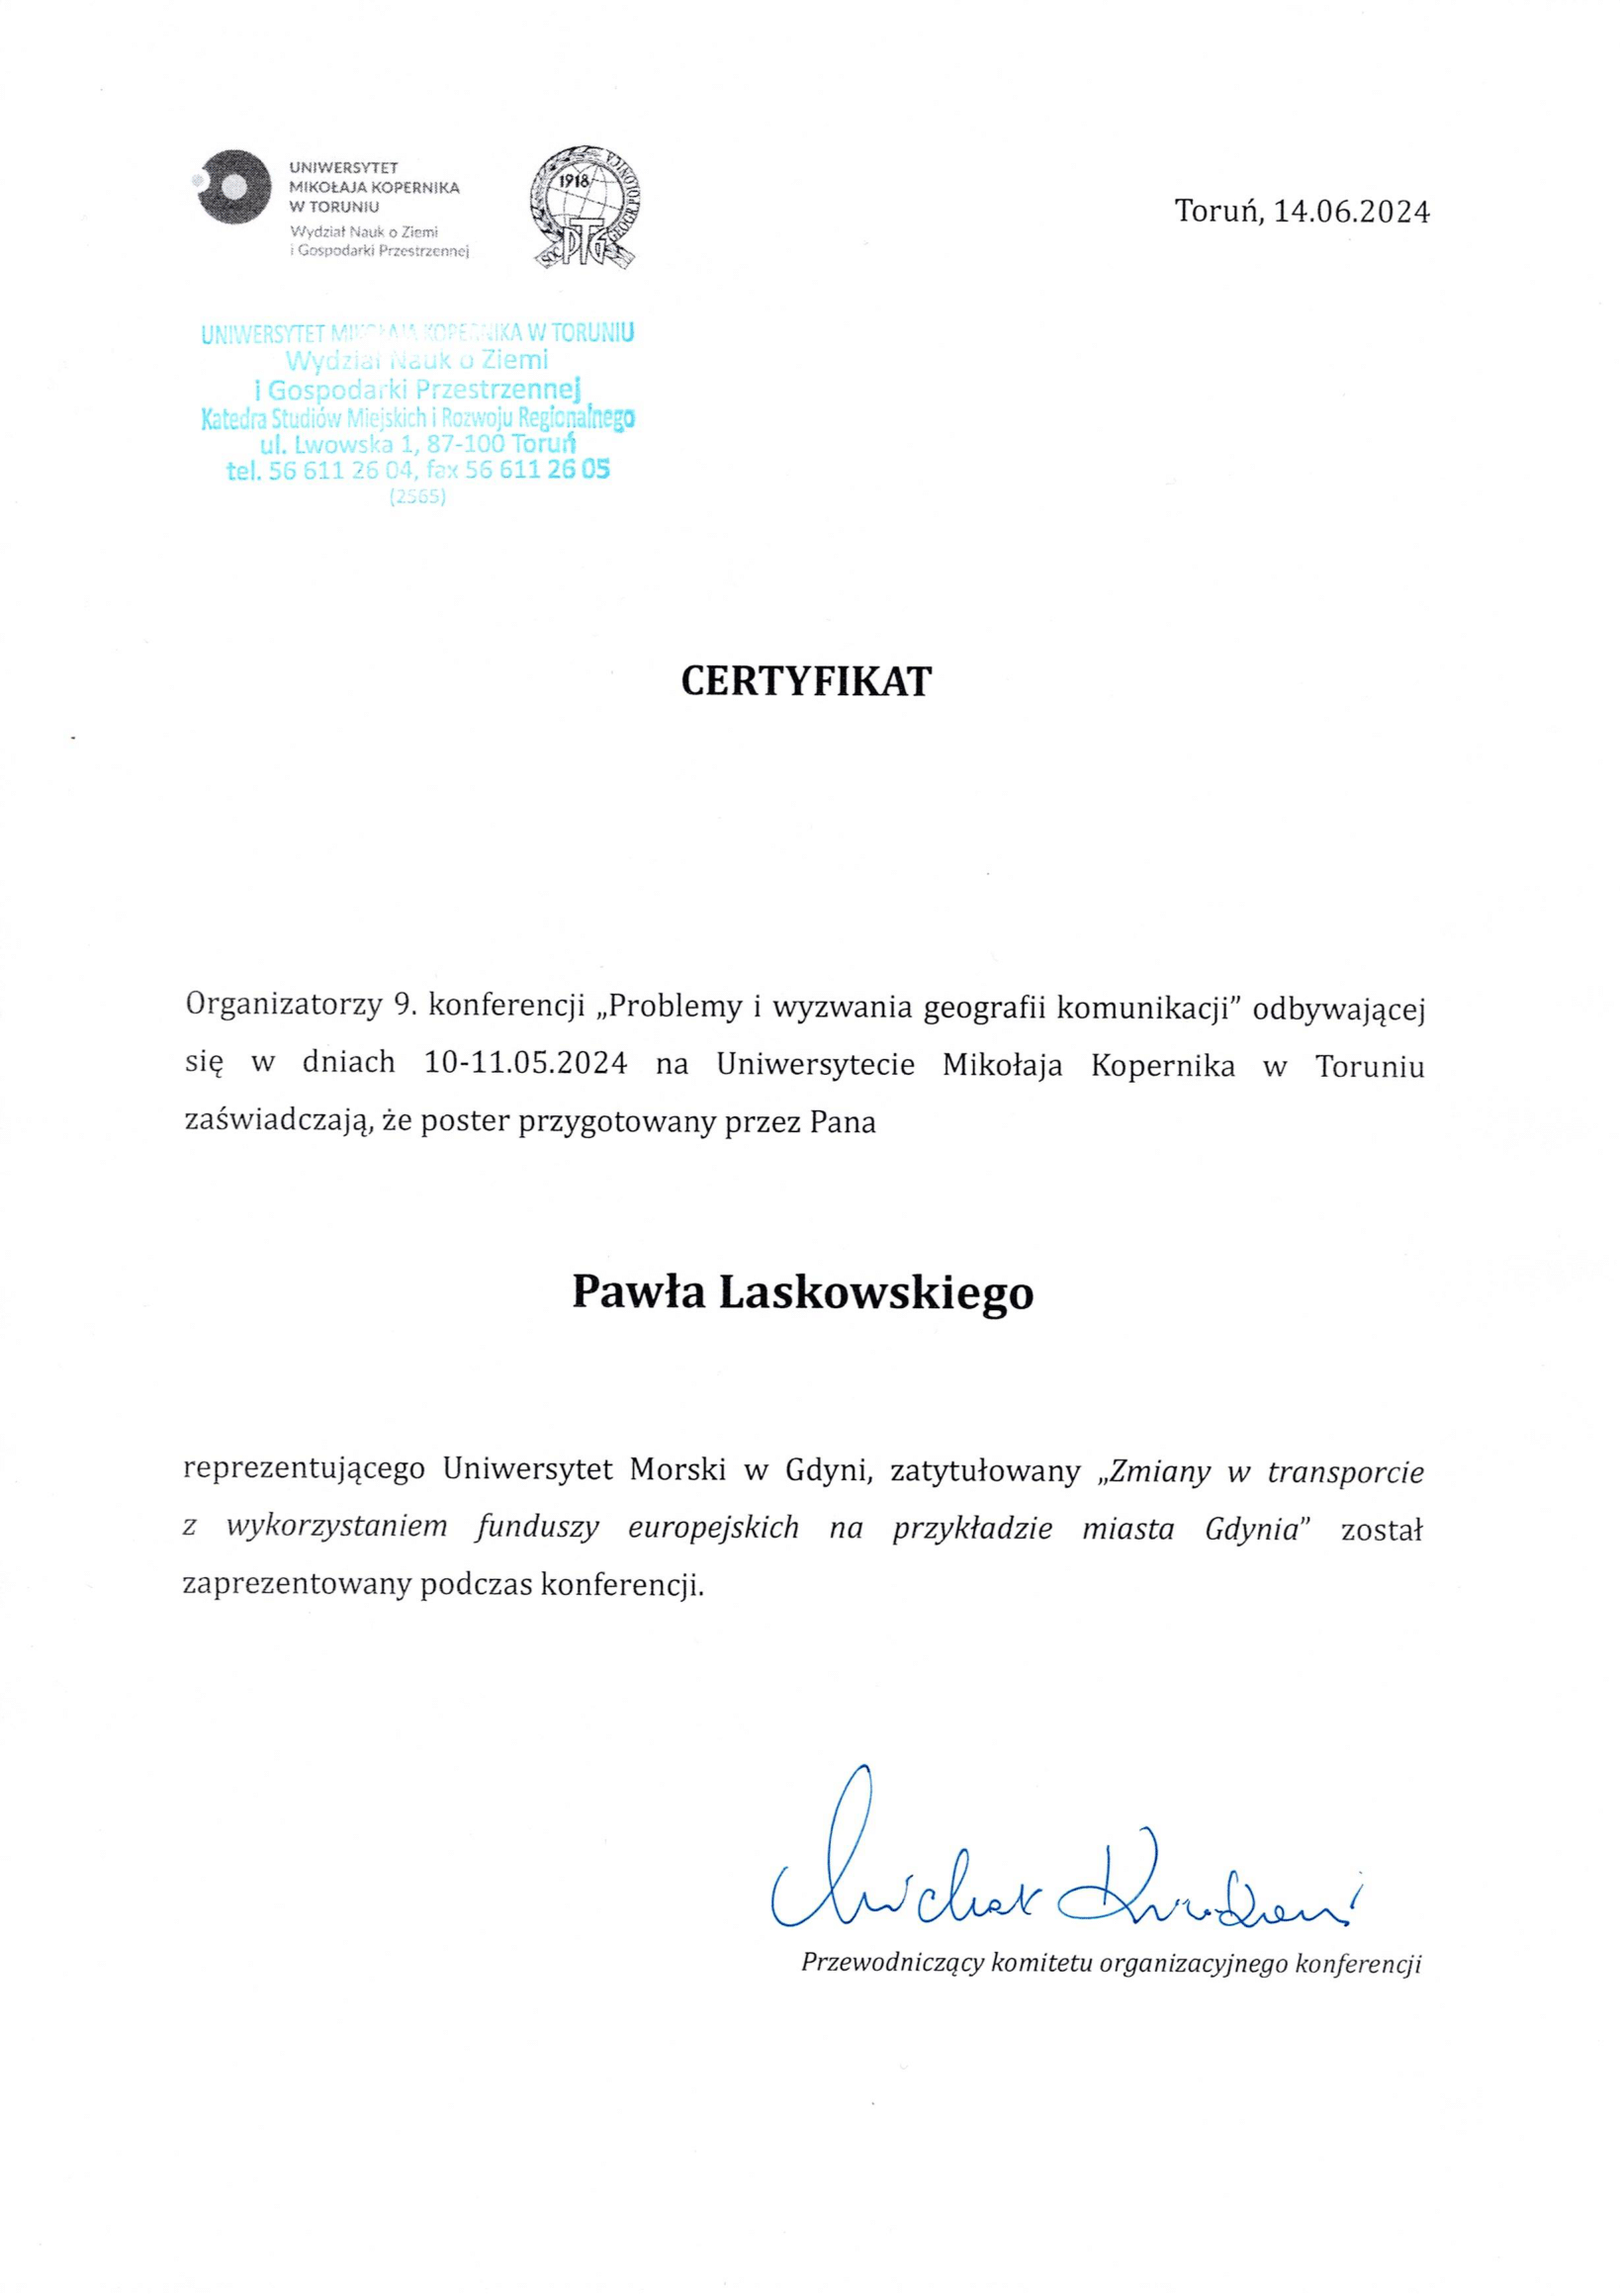 UNIWERSYTET
MIKOŁAJA KOPERNIKA
W TORUNIU
Wydział Nauk o Ziemi
i Gospodarki Przestrzennej
1918
PTG
SOC. GEOGR. POLONICA
Toruń, 14.06.2024
UNIWERSYTET MIKOŁAJA KOPERNIKA W TORUNIU
Wydział Nauk o Ziemi
i Gospodarki Przestrzennej
Katedra Studiów Miejskich i Rozwoju Regionalnego
ul. Lwowska 1, 87-100 Toruń
tel. 56 611 26 04, fax 56 611 26 05
(2565)
CERTYFIKAT
Organizatorzy 9. konferencji „Problemy i wyzwania geografii komunikacji” odbywającej
się w dniach 10-11.05.2024 na Uniwersytecie Mikołaja Kopernika w Toruniu
zaświadczają, że poster przygotowany przez Pana
Pawła Laskowskiego
reprezentującego Uniwersytet Morski w Gdyni, zatytułowany „Zmiany w transporcie
z wykorzystaniem funduszy europejskich na przykładzie miasta Gdynia” został
zaprezentowany podczas konferencji.
Michał
Przewodniczący komitetu organizacyjnego konferencji